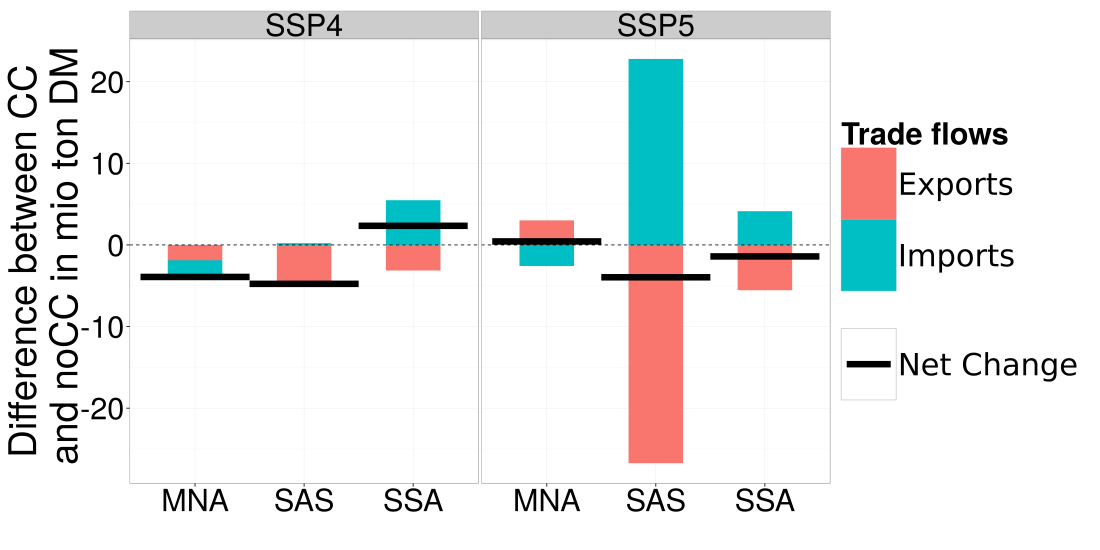 SSP4
SSP5
Difference between CC
and noCC in mio ton DM
20
10
0
-10
-20
MNA
SAS
SSA
MNA
SAS
SSA
Trade flows
Exports
Imports
Net Change